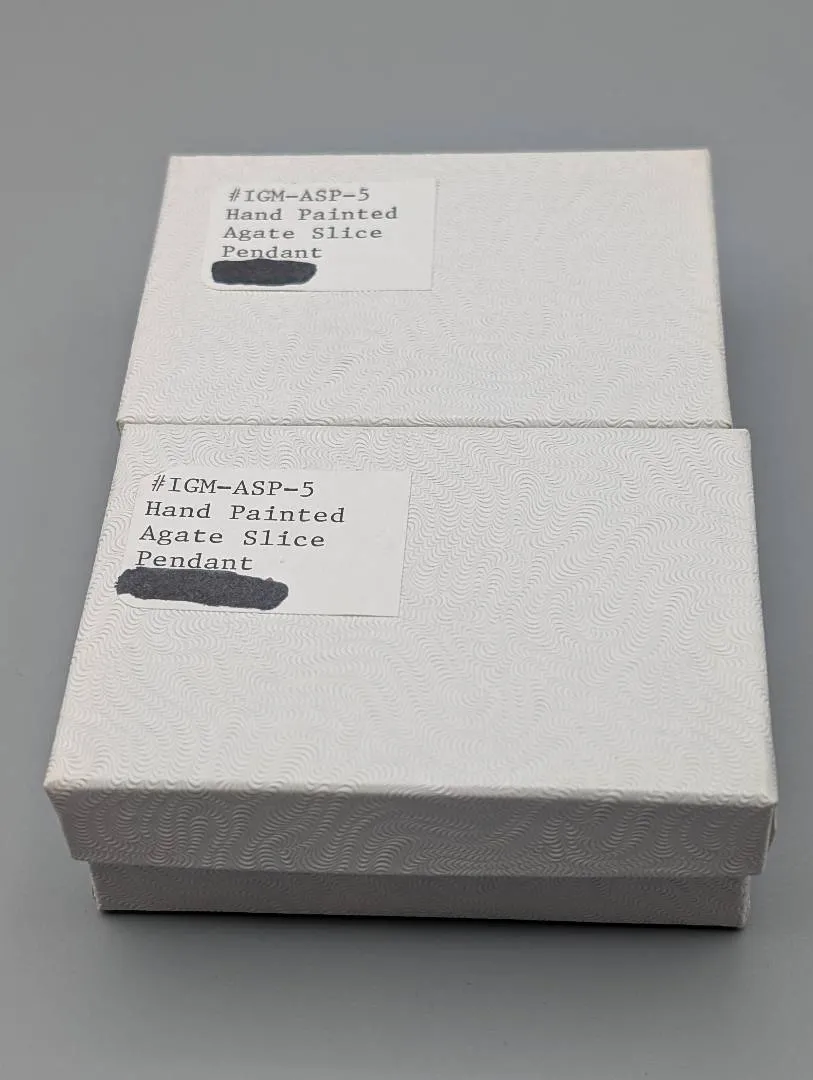 #IGM-ASP-5
Hand Painted
Agate Slice
Pendant
#IGM-ASP-5
Hand Painted
Agate Slice
Pendant